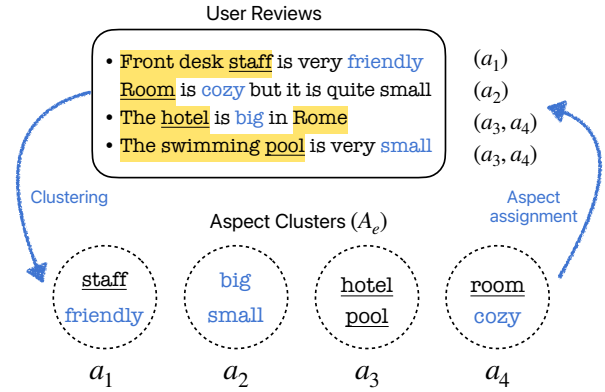 User Reviews
• Front desk staff is very friendly (a₁)
Room is cozy but it is quite small (a₂)
• The hotel is big in Rome (a₃, a₄)
• The swimming pool is very small (a₃, a₄)
Clustering
Aspect assignment
Aspect Clusters (Aₑ)
staff friendly
big small
hotel pool
room cozy
a₁ a₂ a₃ a₄